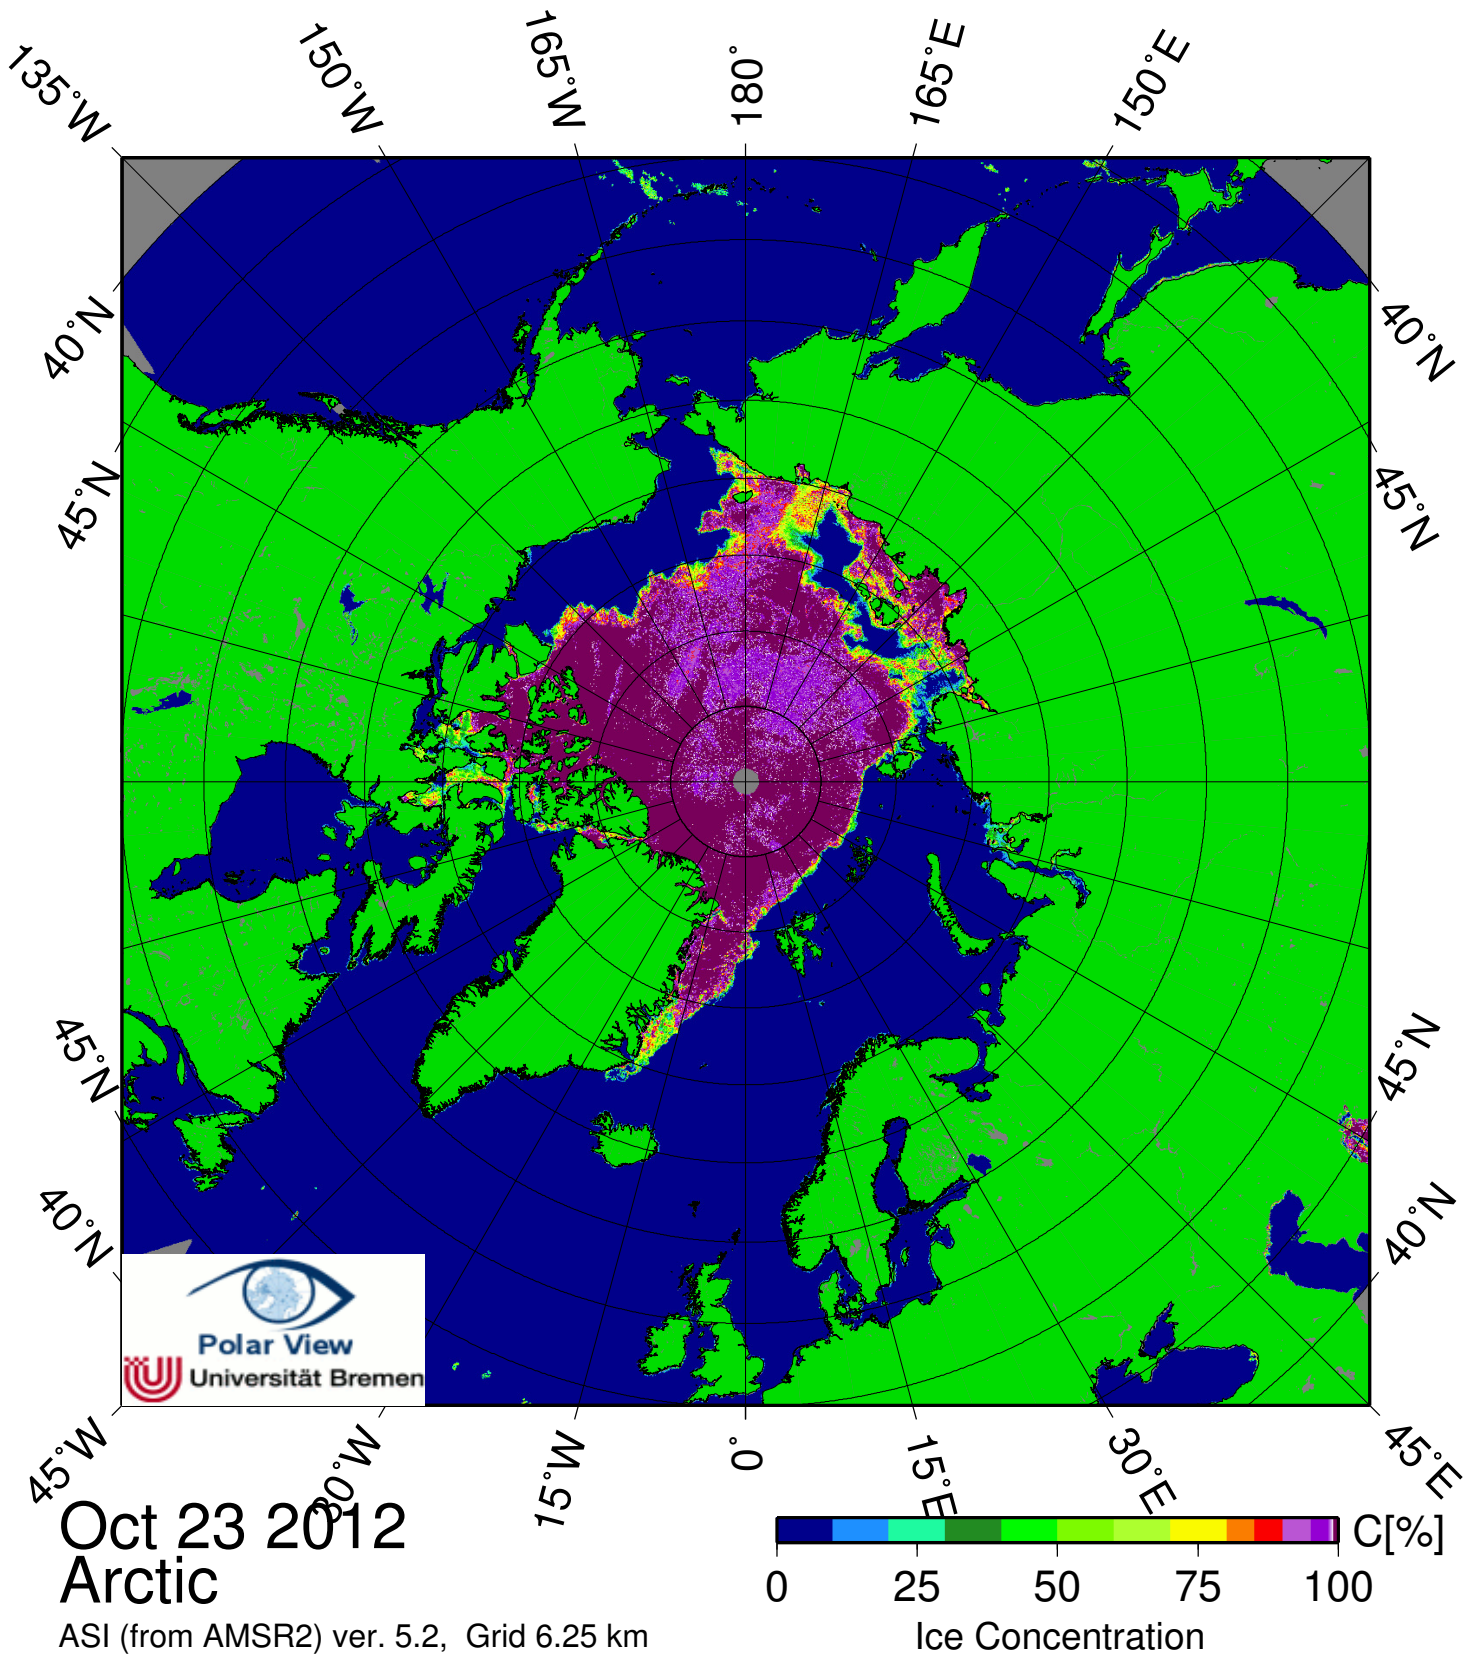 135°W
150°W
165°W
180°
165°E
150°E
40°N
40°N
45°N
45°N
45°N
45°N
40°N
40°N
Polar View
Universität Bremen
45°W
30°W
15°W
0°
15°E
30°E
45°E
Oct 23 2012
Arctic
ASI (from AMSR2) ver. 5.2, Grid 6.25 km
C[%]
0 25 50 75 100
Ice Concentration